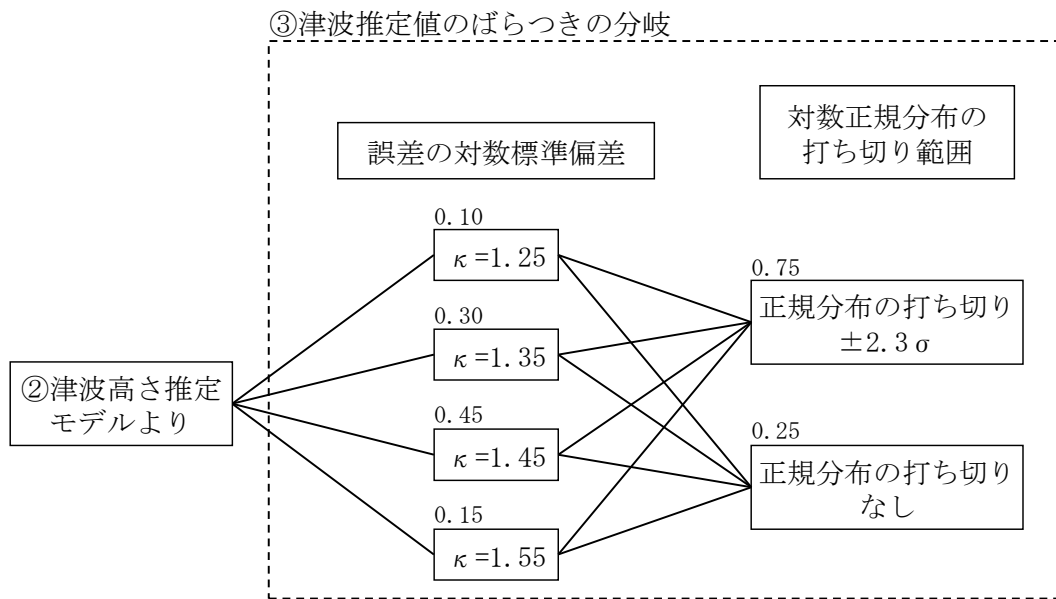 ③津波推定値のばらつきの分岐
誤差の対数標準偏差
対数正規分布の
打ち切り範囲
②津波高さ推定
モデルより
0.10
κ=1.25
0.30
κ=1.35
0.45
κ=1.45
0.15
κ=1.55
0.75
正規分布の打ち切り
±2.3σ
0.25
正規分布の打ち切り
なし